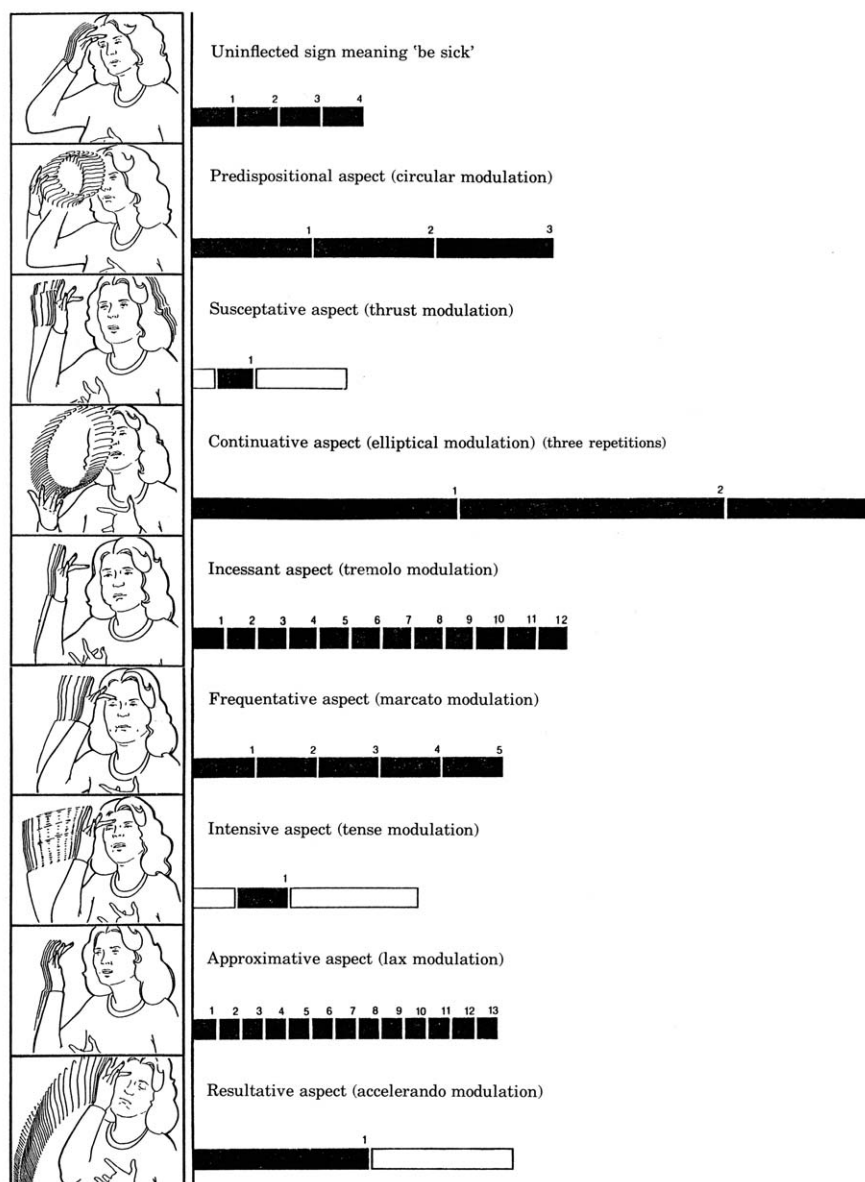 Uninflected sign meaning ‘be sick’
1 2 3 4
Predispositional aspect (circular modulation)
1 2 3
Susceptative aspect (thrust modulation)
1
Continuative aspect (elliptical modulation) (three repetitions)
1 2
Incessant aspect (tremolo modulation)
1 2 3 4 5 6 7 8 9 10 11 12
Frequentative aspect (marcato modulation)
1 2 3 4 5
Intensive aspect (tense modulation)
1
Approximative aspect (lax modulation)
1 2 3 4 5 6 7 8 9 10 11 12 13
Resultative aspect (accelerando modulation)
1